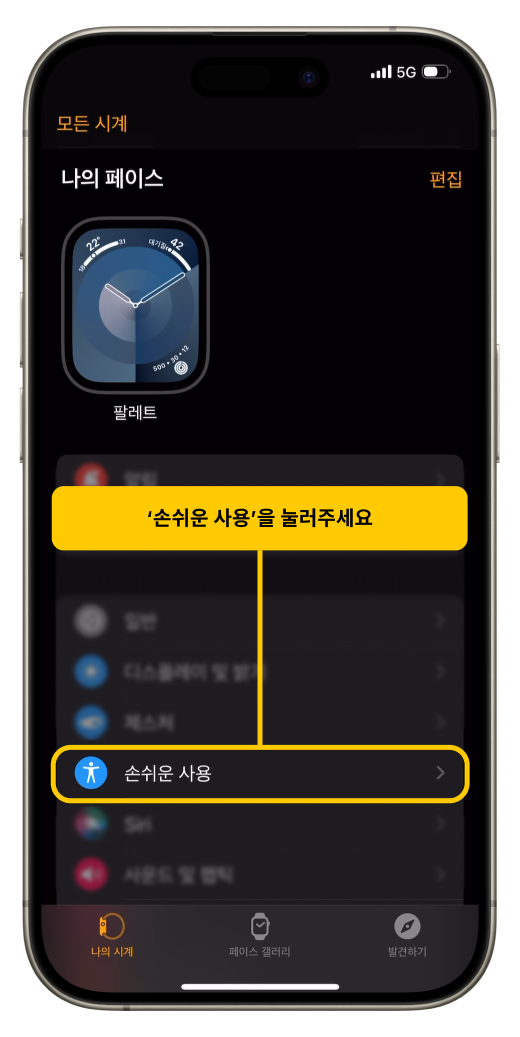 5G
모든 시계
나의 페이스
편집
22°
31
18
대기질
42
500 • 30 • 12
팔레트
알림
‘손쉬운 사용’을 눌러주세요
일반
디스플레이 및 밝기
제스처
손쉬운 사용
Siri
사운드 및 햅틱
나의 시계
페이스 갤러리
발견하기